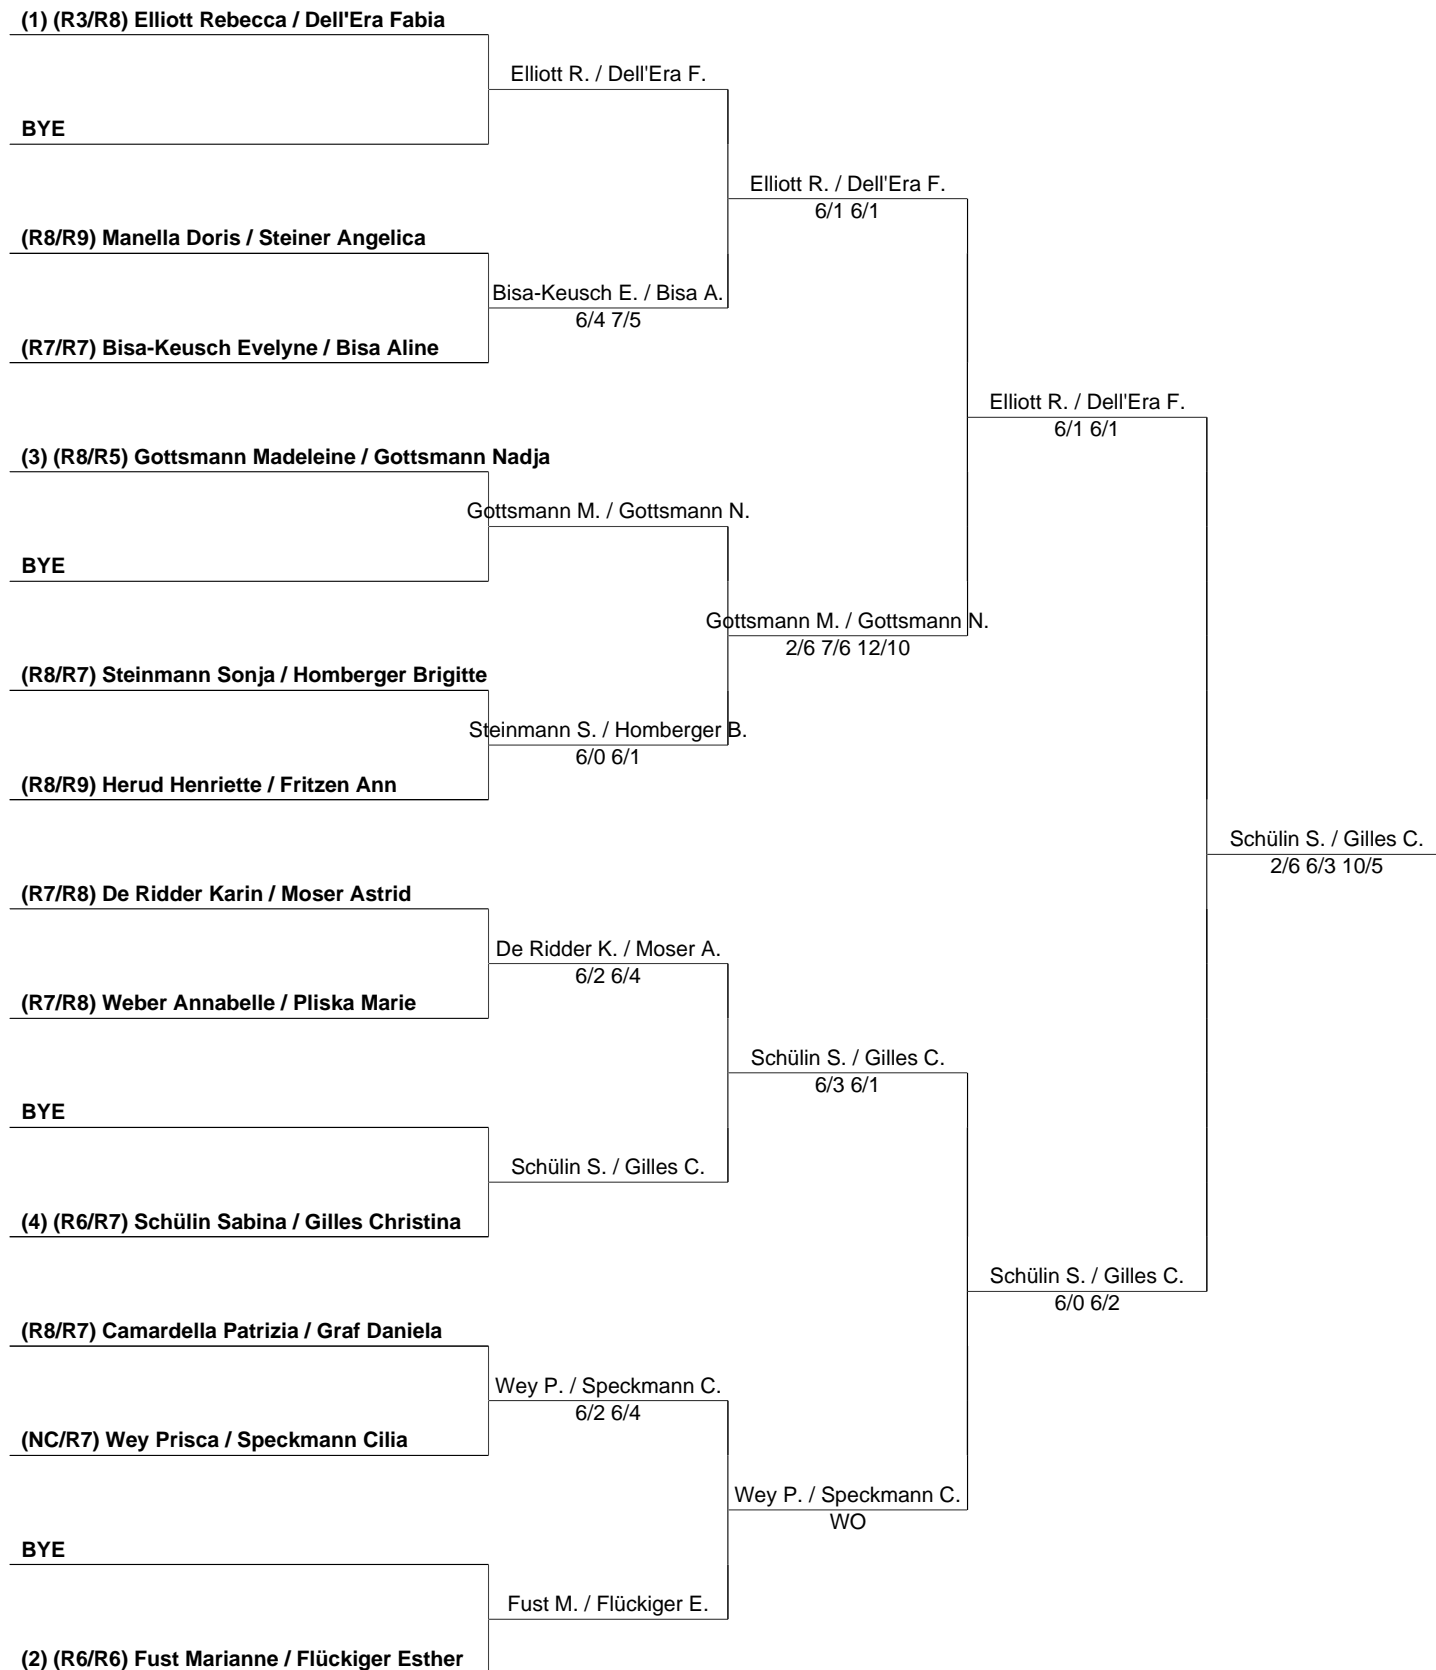 (1) (R3/R8) Elliott Rebecca / Dell'Era Fabia
Elliott R. / Dell'Era F.
BYE
Elliott R. / Dell'Era F.
6/1 6/1
(R8/R9) Manella Doris / Steiner Angelica
Bisa-Keusch E. / Bisa A.
6/4 7/5
(R7/R7) Bisa-Keusch Evelyne / Bisa Aline
Elliott R. / Dell'Era F.
6/1 6/1
(3) (R8/R5) Gottsmann Madeleine / Gottsmann Nadja
Gottsmann M. / Gottsmann N.
BYE
Gottsmann M. / Gottsmann N.
2/6 7/6 12/10
(R8/R7) Steinmann Sonja / Homberger Brigitte
Steinmann S. / Homberger B.
6/0 6/1
(R8/R9) Herud Henriette / Fritzen Ann
Schülin S. / Gilles C.
2/6 6/3 10/5
(R7/R8) De Ridder Karin / Moser Astrid
De Ridder K. / Moser A.
6/2 6/4
(R7/R8) Weber Annabelle / Pliska Marie
Schülin S. / Gilles C.
6/3 6/1
BYE
Schülin S. / Gilles C.
(4) (R6/R7) Schülin Sabina / Gilles Christina
Schülin S. / Gilles C.
6/0 6/2
(R8/R7) Camardella Patrizia / Graf Daniela
Wey P. / Speckmann C.
6/2 6/4
(NC/R7) Wey Prisca / Speckmann Cilia
Wey P. / Speckmann C.
WO
BYE
Fust M. / Flückiger E.
(2) (R6/R6) Fust Marianne / Flückiger Esther